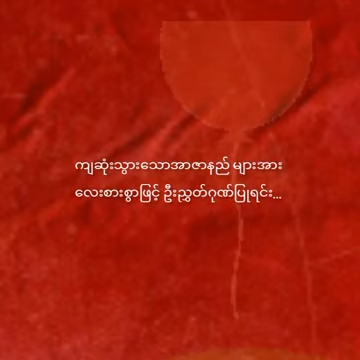 ကျဆုံးသွားသောအာဇာနည် များအား
လေးစားစွာဖြင့် ဦးညွှတ်ဂုဏ်ပြုရင်း...